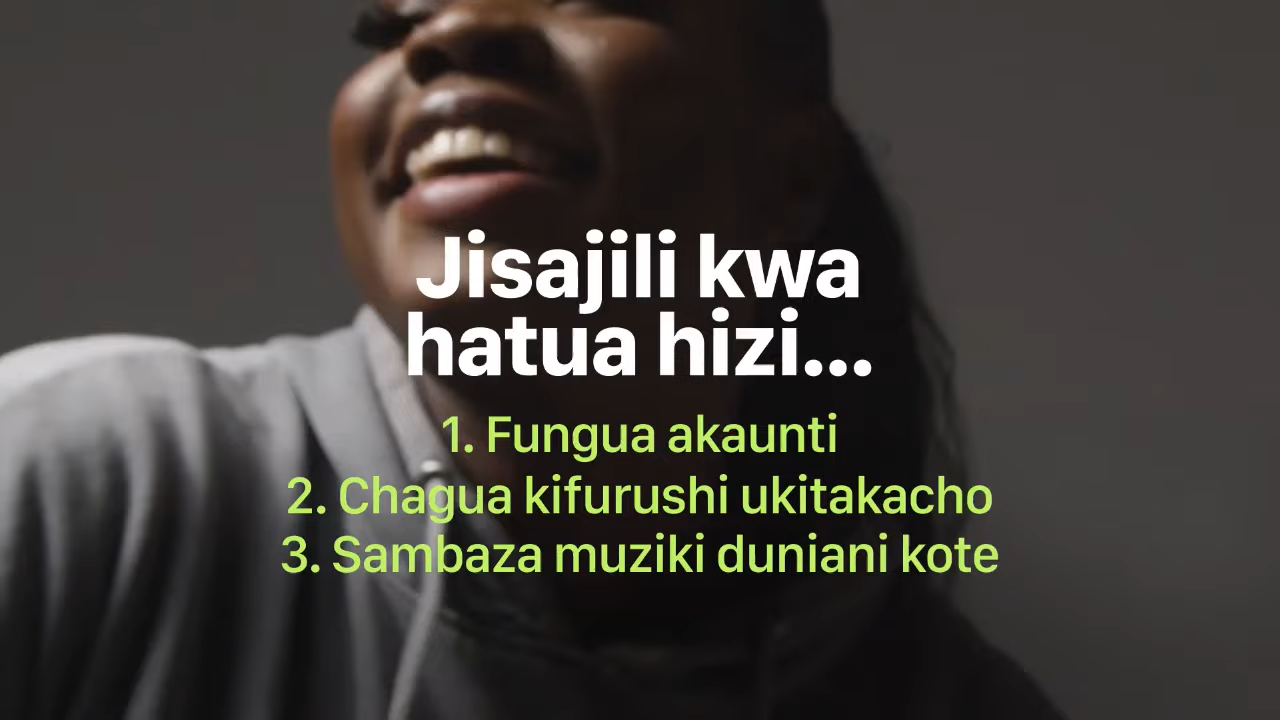 Jisajili kwa
hatua hizi...
1. Fungua akaunti
2. Chagua kifurushi ukitakacho
3. Sambaza muziki duniani kote